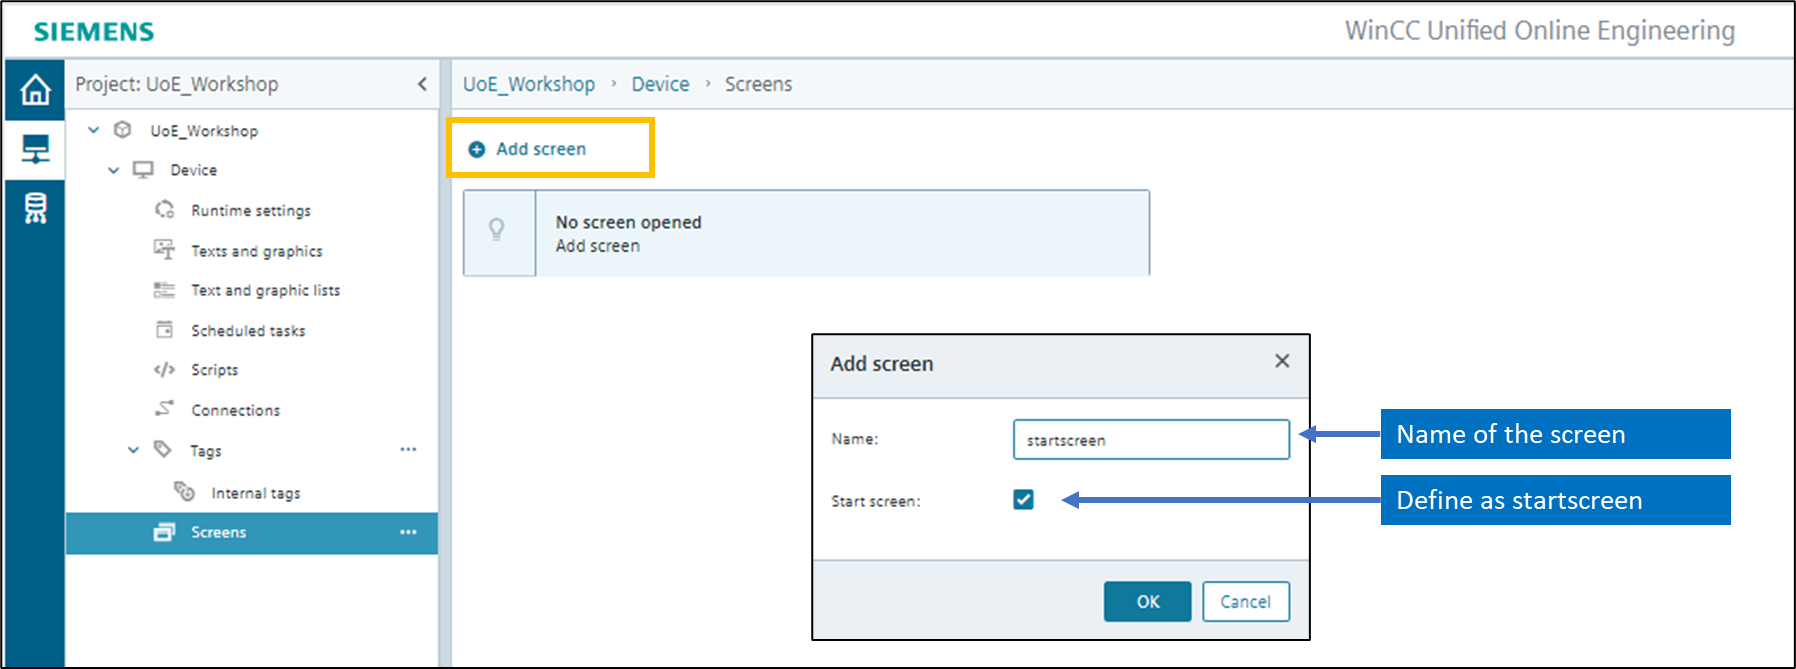 SIEMENS
WinCC Unified Online Engineering
Project: UoE_Workshop
UoE_Workshop
Device
Runtime settings
Texts and graphics
Text and graphic lists
Scheduled tasks
Scripts
Connections
Tags
Internal tags
Screens
UoE_Workshop > Device > Screens
Add screen
No screen opened
Add screen
Add screen
Name:
startscreen
Name of the screen
Start screen:
Define as startscreen
OK
Cancel